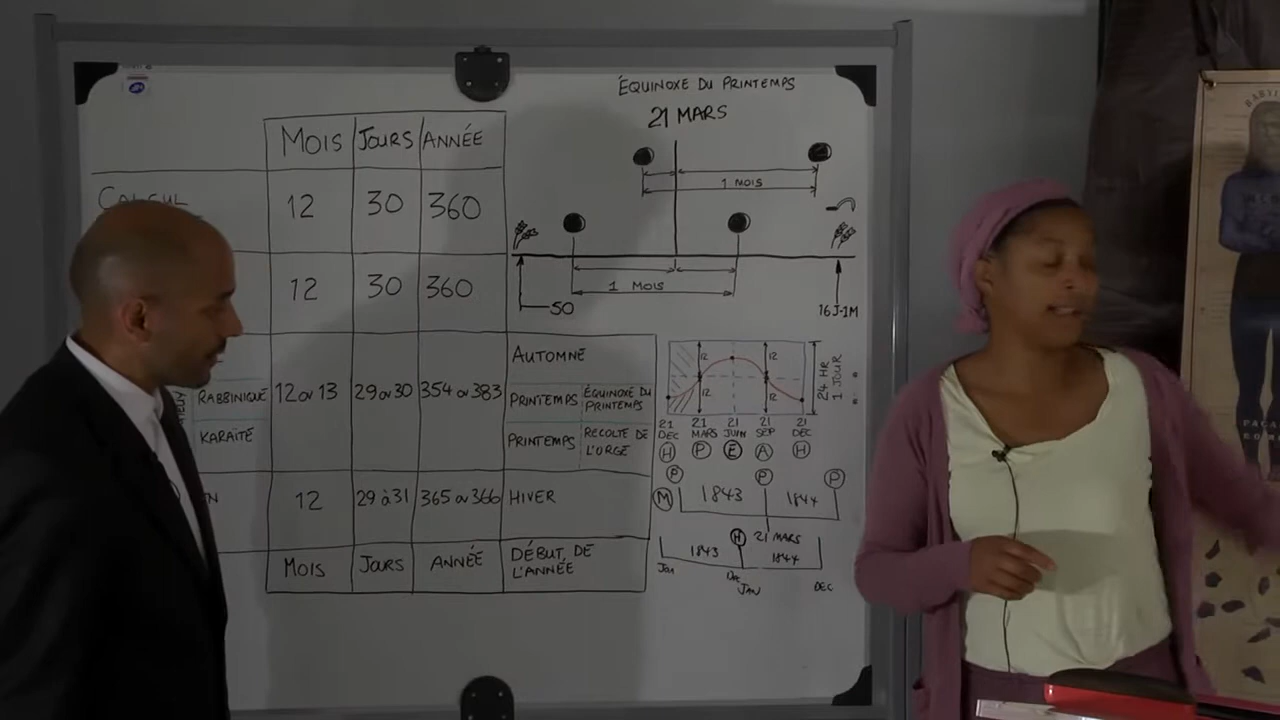 ÉQUINOXE DU PRINTEMPS
21 MARS
MOIS JOURS ANNÉE
CALCUL 12 30 360
12 30 360
1 MOIS
1 MOIS
SO
16J-1M
AUTOMNE
RABBINIQUE 12 ou 13 29 ou 30 354 ou 383 PRINTEMPS ÉQUINOXE DU PRINTEMPS
KARAÏTE PRINTEMPS RÉCOLTE DE L'ORGE
12 29 à 31 365 ou 366 HIVER
MOIS JOURS ANNÉE DÉBUT DE L'ANNÉE
12 12
12 12
24 HR
1 JOUR
21 DEC 21 MARS 21 JUIN 21 SEP 21 DEC
H P E A H
P P P
M 1843 1844
21 MARS
H
1843 1844
JAN DEC